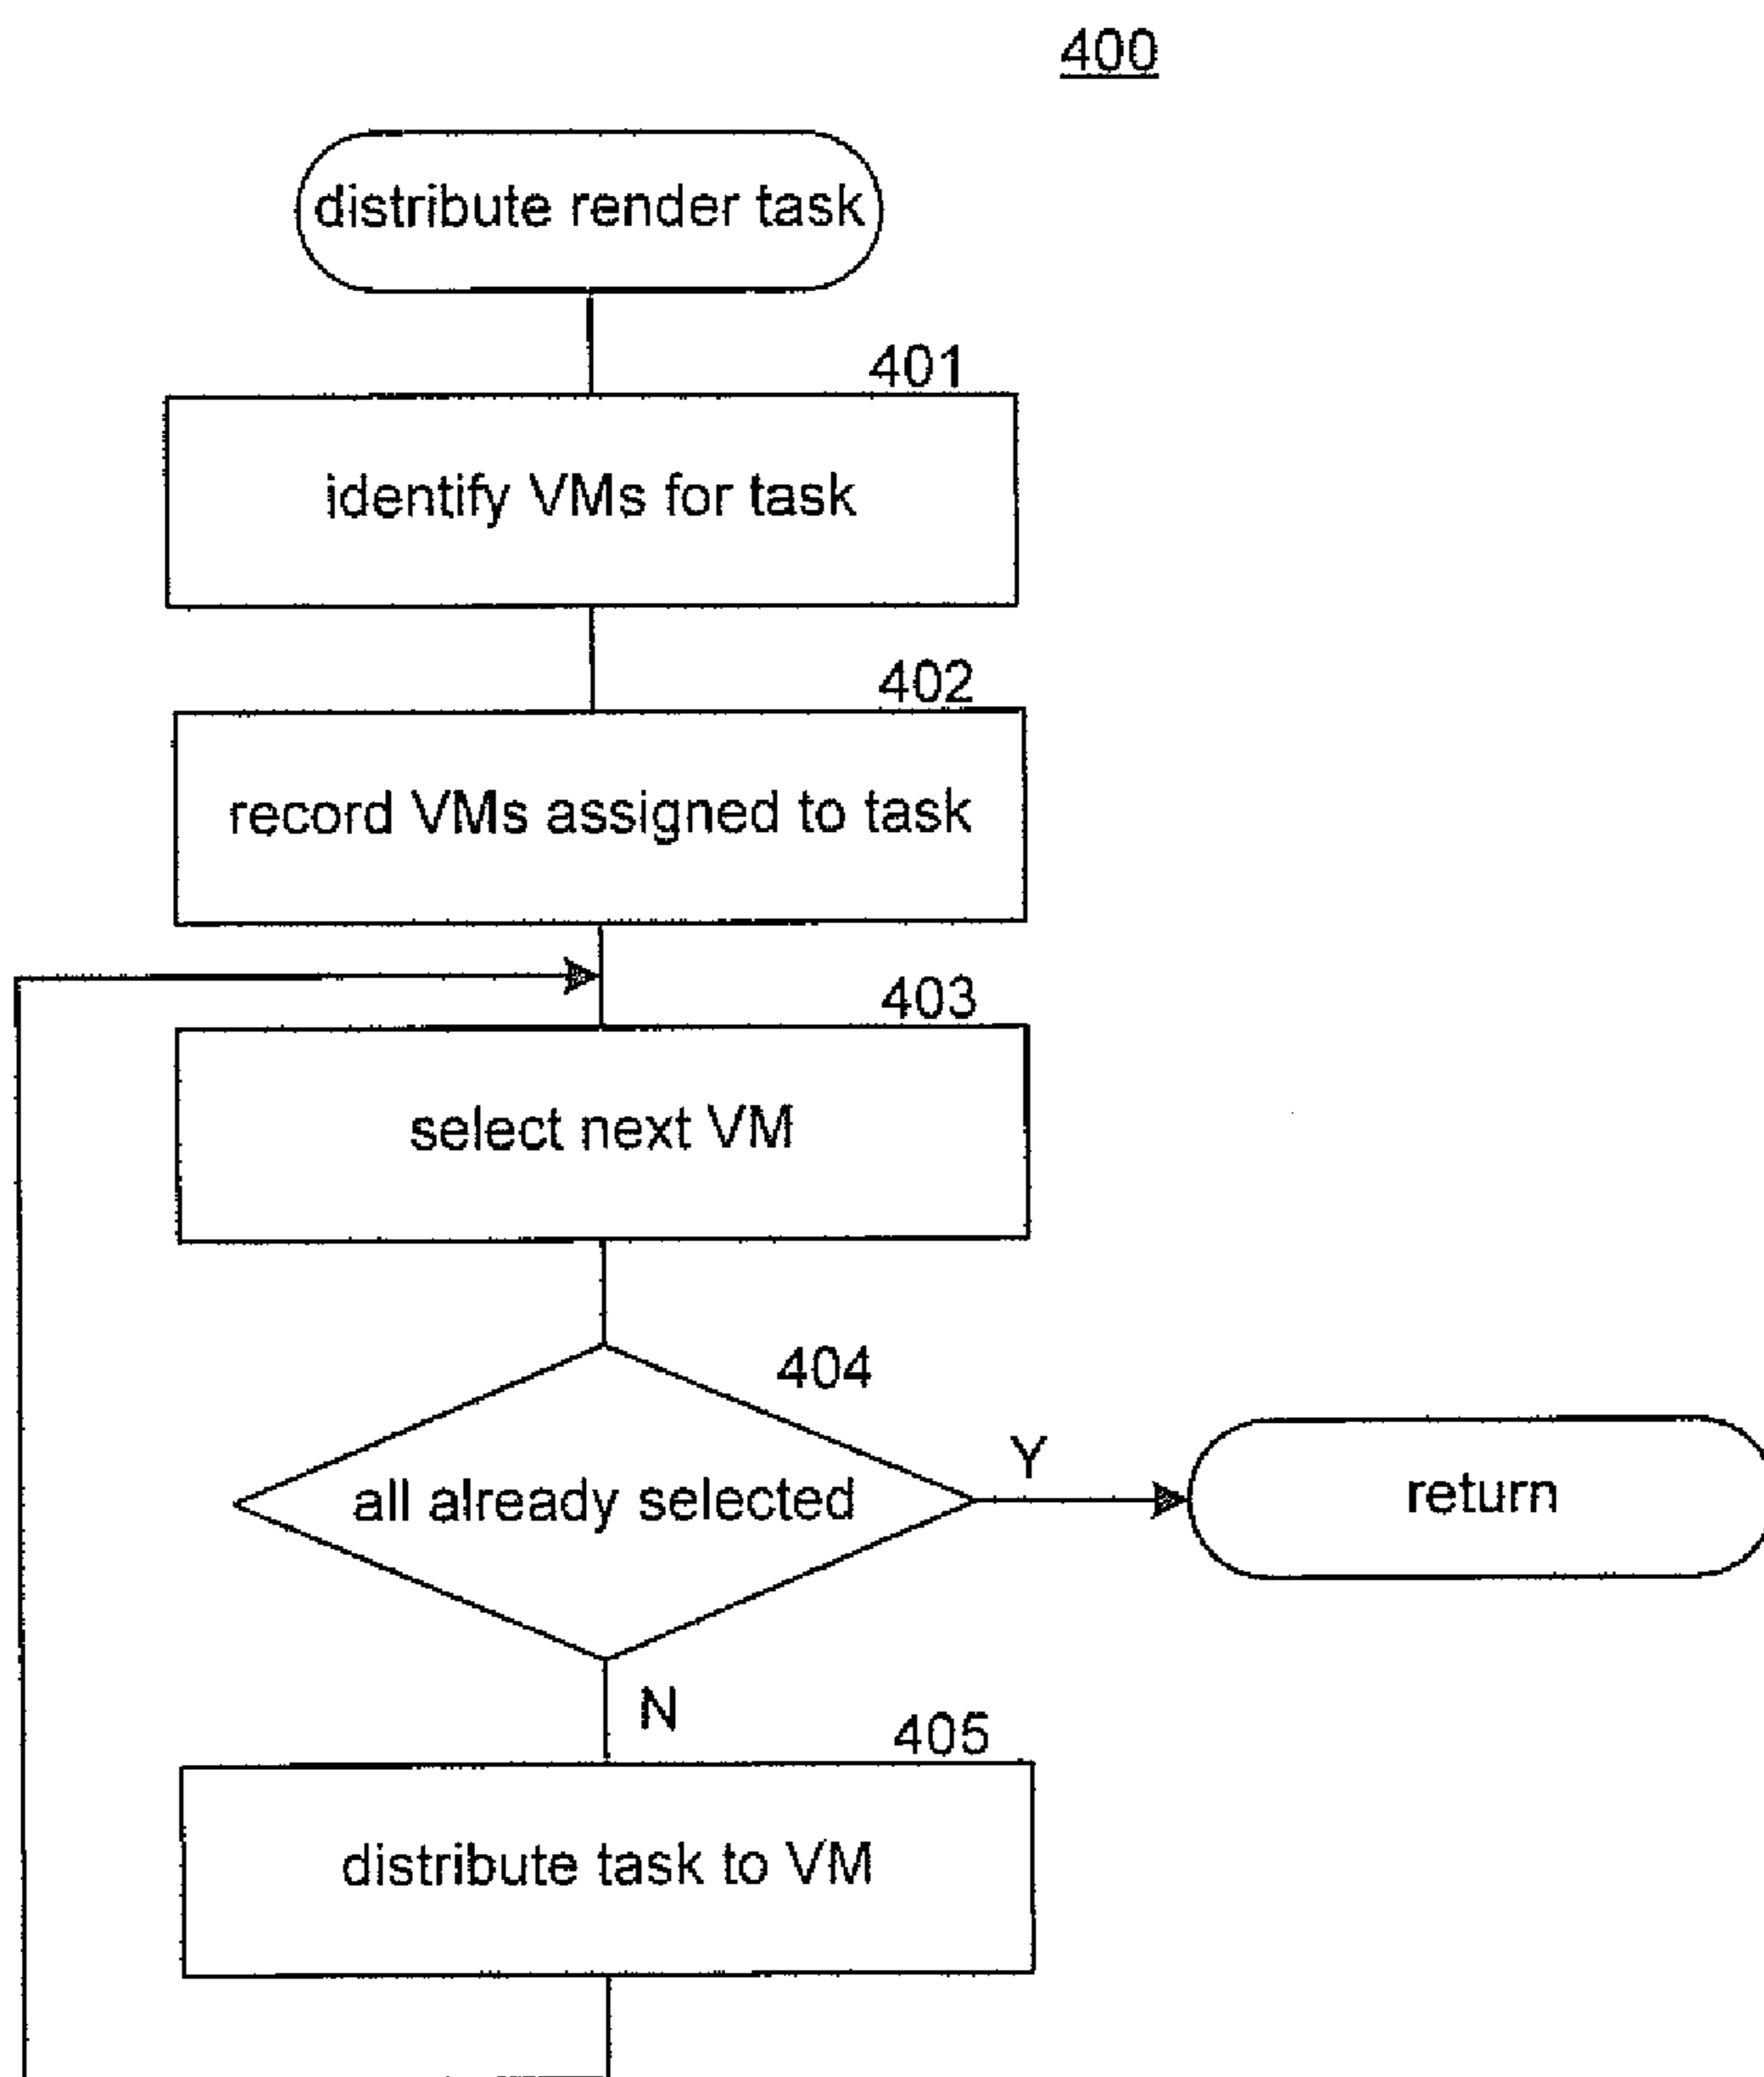 400
distribute render task
401
identify VMs for task
402
record VMs assigned to task
403
select next VM
404
all already selected
Y
return
N
405
distribute task to VM